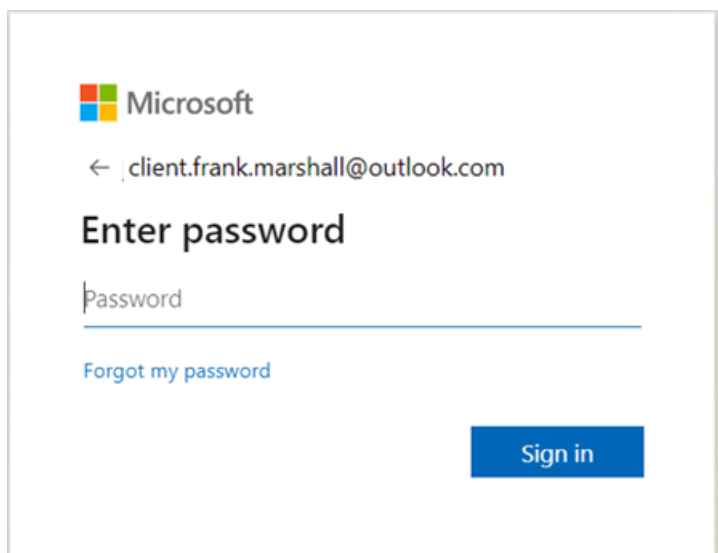 Microsoft
← client.frank.marshall@outlook.com
Enter password
Password
Forgot my password
Sign in